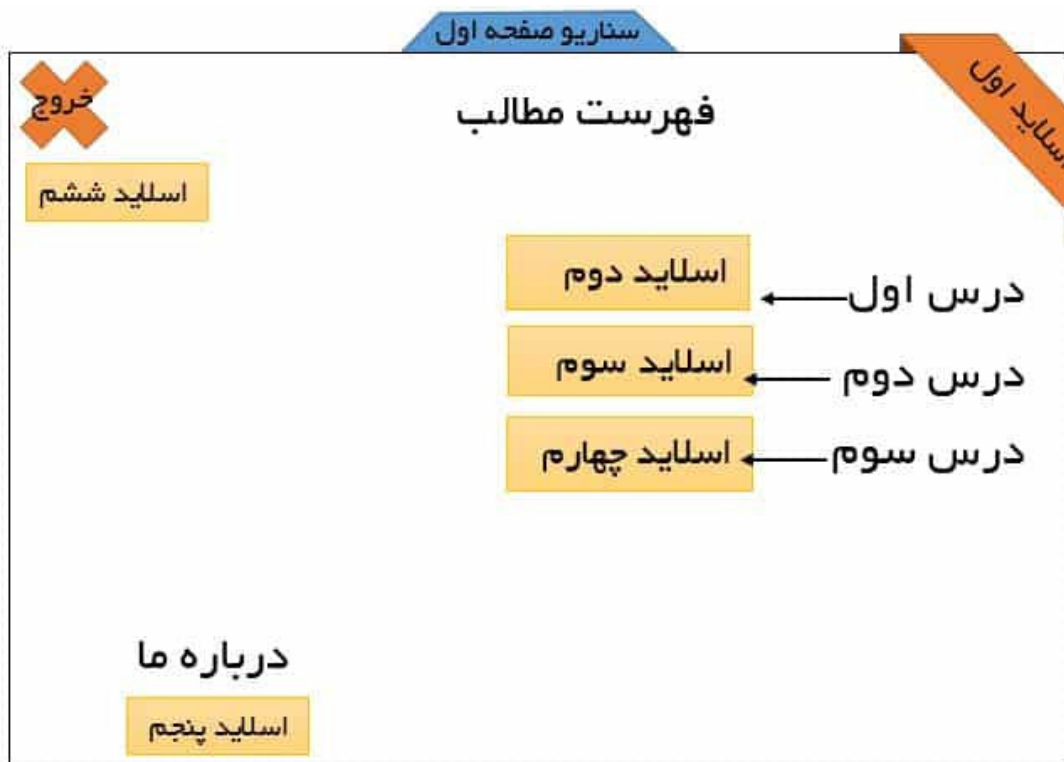 سناریو صفحه اول
اسلاید اول
خروج
فهرست مطالب
اسلاید ششم
درس اول
اسلاید دوم
درس دوم
اسلاید سوم
درس سوم
اسلاید چهارم
درباره ما
اسلاید پنجم